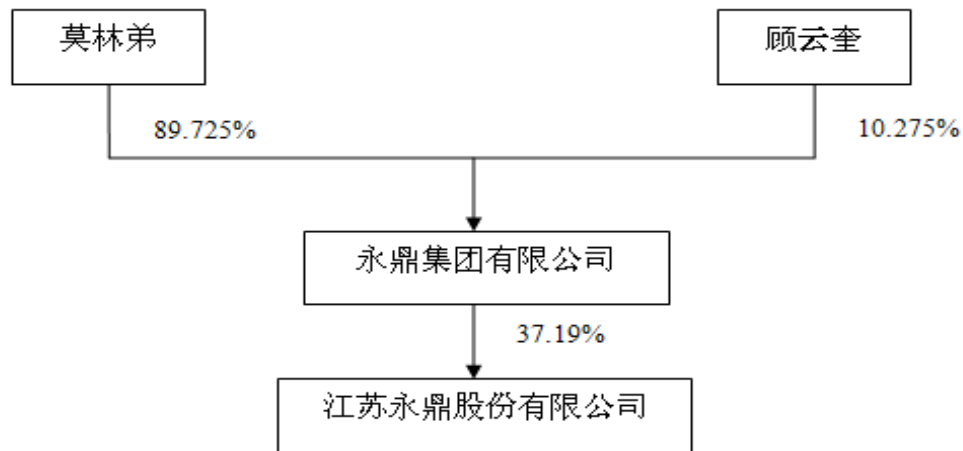 莫林弟
顾云奎
89.725%
10.275%
永鼎集团有限公司
37.19%
江苏永鼎股份有限公司